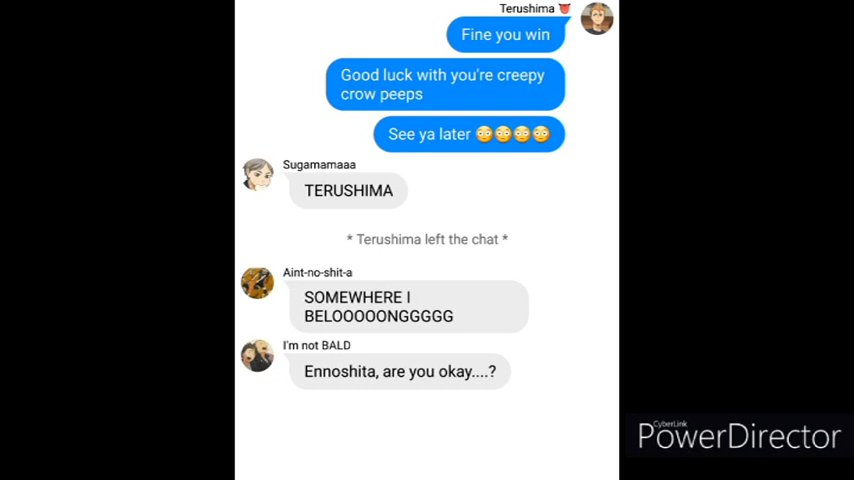 Terushima 👅
Fine you win
Good luck with you're creepy
crow peeps
See ya later 😳😳😳😳
Sugamamaaa
TERUSHIMA
* Terushima left the chat *
Aint-no-shit-a
SOMEWHERE I
BELOOOOONGGGGG
I'm not BALD
Ennoshita, are you okay....?
CyberLink
PowerDirector